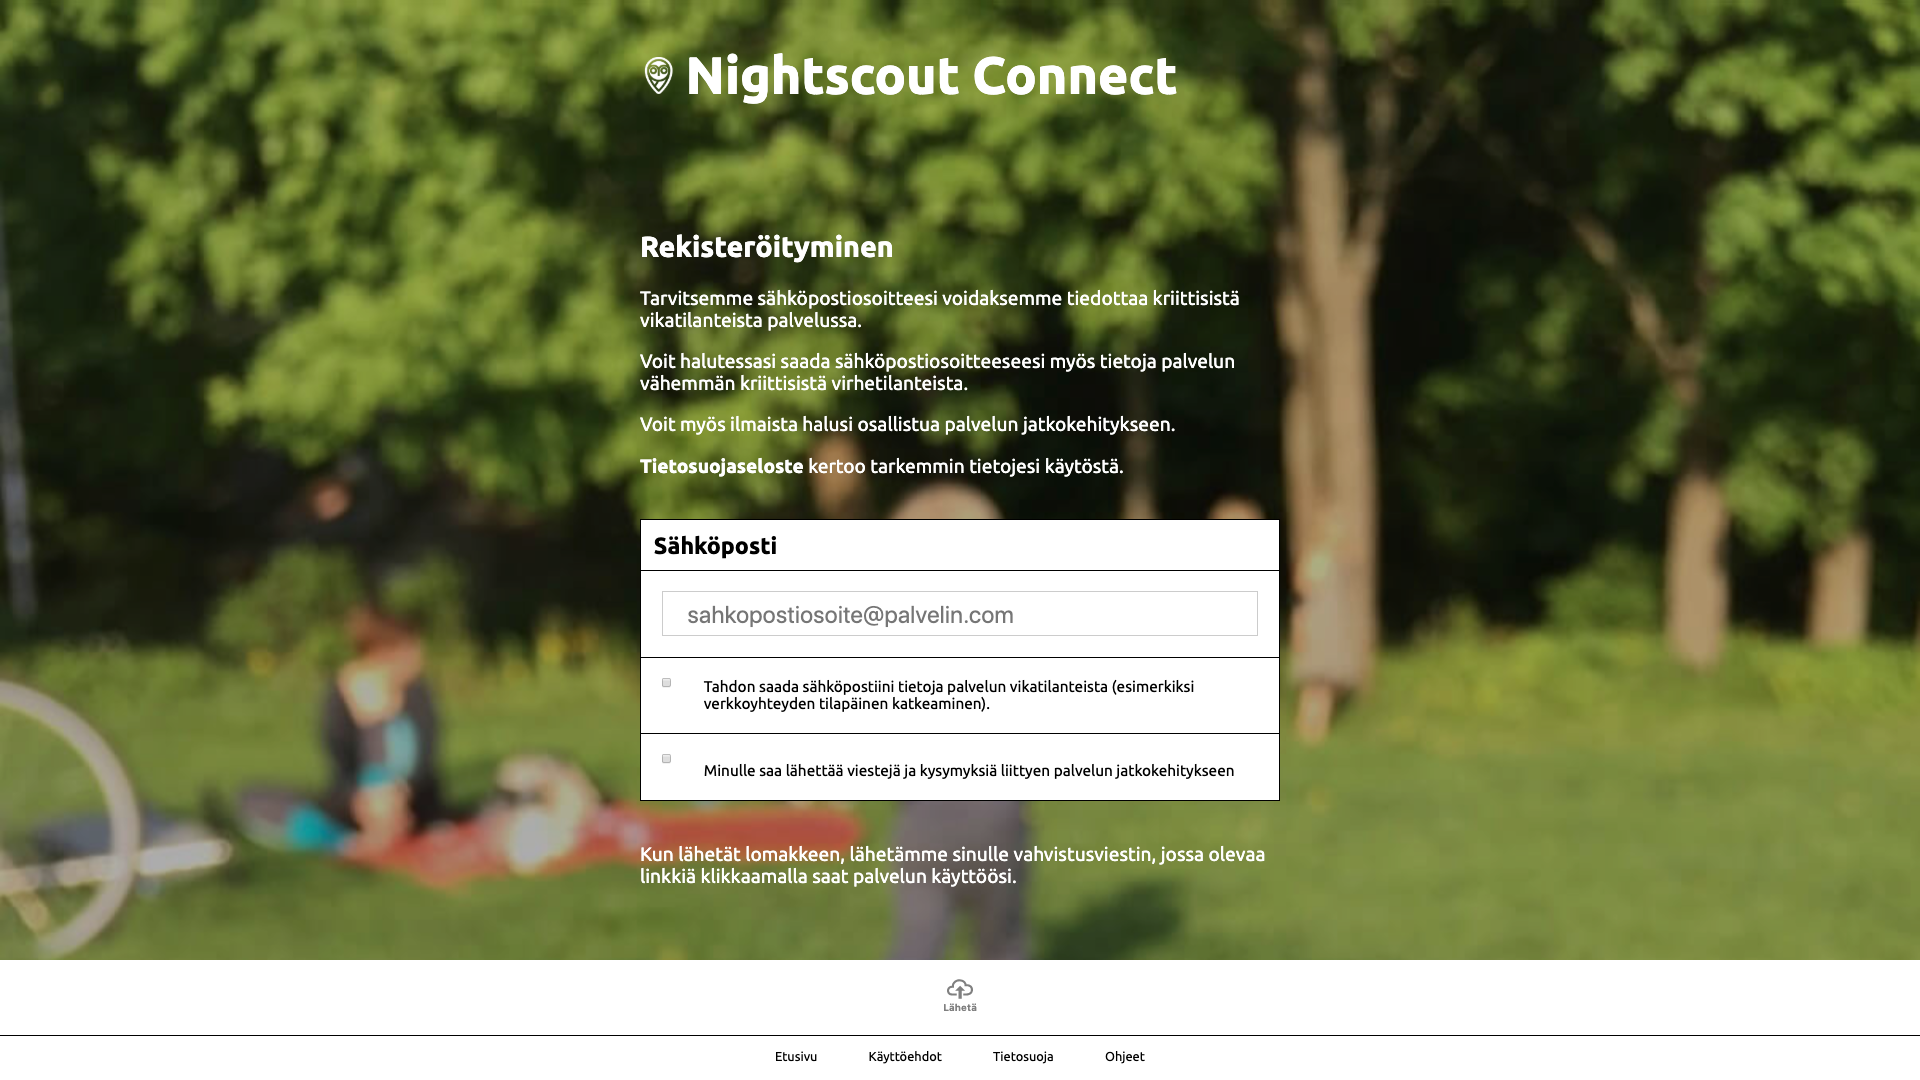 Nightscout Connect
Rekisteröityminen
Tarvitsemme sähköpostiosoitteesi voidaksemme tiedottaa kriittisistä
vikatilanteista palvelussa.
Voit halutessasi saada sähköpostiosoitteeseesi myös tietoja palvelun
vähemmän kriittisistä virhetilanteista.
Voit myös ilmaista halusi osallistua palvelun jatkokehitykseen.
Tietosuojaseloste kertoo tarkemmin tietojesi käytöstä.
Sähköposti
sahkopostiosoite@palvelin.com
Tahdon saada sähköpostiini tietoja palvelun vikatilanteista (esimerkiksi
verkkoyhteyden tilapäinen katkeaminen).
Minulle saa lähettää viestejä ja kysymyksiä liittyen palvelun jatkokehitykseen
Kun lähetät lomakkeen, lähetämme sinulle vahvistusviestin, jossa olevaa
linkkiä klikkaamalla saat palvelun käyttöösi.
Lähetä
Etusivu Käyttöehdot Tietosuoja Ohjeet